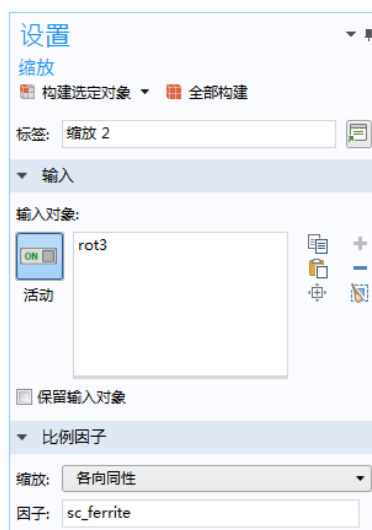 设置
缩放
构建选定对象 全部构建
标签: 缩放 2
输入
输入对象:
rot3
ON
活动
保留输入对象
比例因子
缩放: 各向同性
因子: sc_ferrite